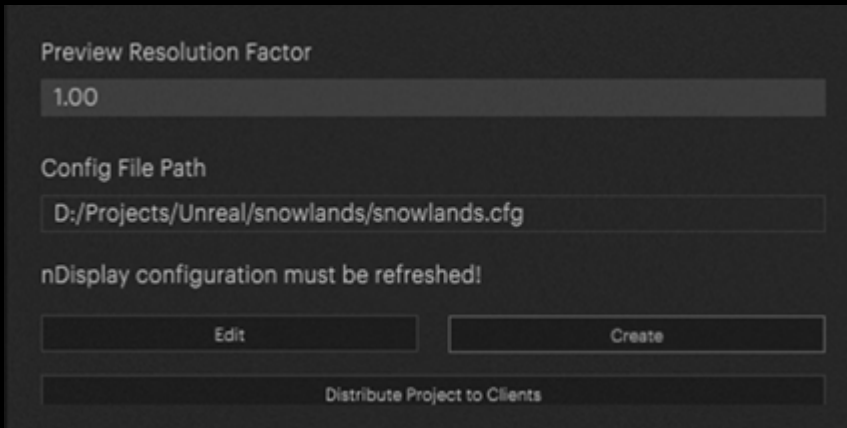 Preview Resolution Factor
1.00
Config File Path
D:/Projects/Unreal/snowlands/snowlands.cfg
nDisplay configuration must be refreshed!
Edit
Create
Distribute Project to Clients